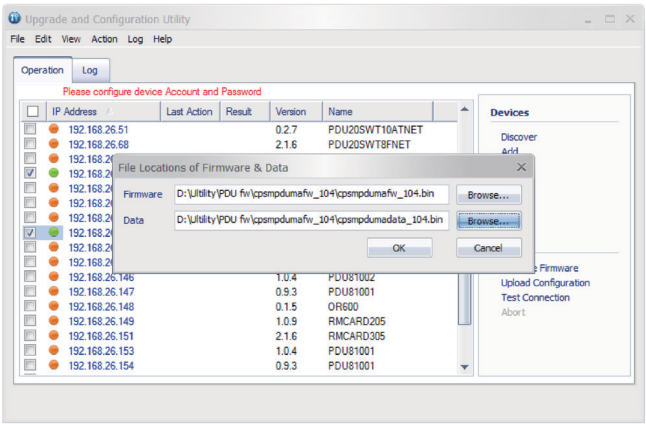 Upgrade and Configuration Utility
File Edit View Action Log Help
Operation Log
Please configure device Account and Password
IP Address Last Action Result Version Name
192.168.26.51 0.2.7 PDU20SWT10ATNET
192.168.26.68 2.1.6 PDU20SWT8FNET
Devices
Discover
Add
File Locations of Firmware & Data
Firmware D:\Ultility\PDU fw\cpsmpdumafw_104\cpsmpdumafw_104.bin Browse...
Data D:\Ultility\PDU fw\cpsmpdumafw_104\cpsmpdumadata_104.bin Browse...
OK Cancel
192.168.26.146 1.0.4 PDU81002
192.168.26.147 0.9.3 PDU81001
192.168.26.148 0.1.5 OR600
192.168.26.149 1.0.9 RMCARD205
192.168.26.151 2.1.6 RMCARD305
192.168.26.153 1.0.4 PDU81001
192.168.26.154 0.9.3 PDU81001
Firmware
Upload Configuration
Test Connection
Abort